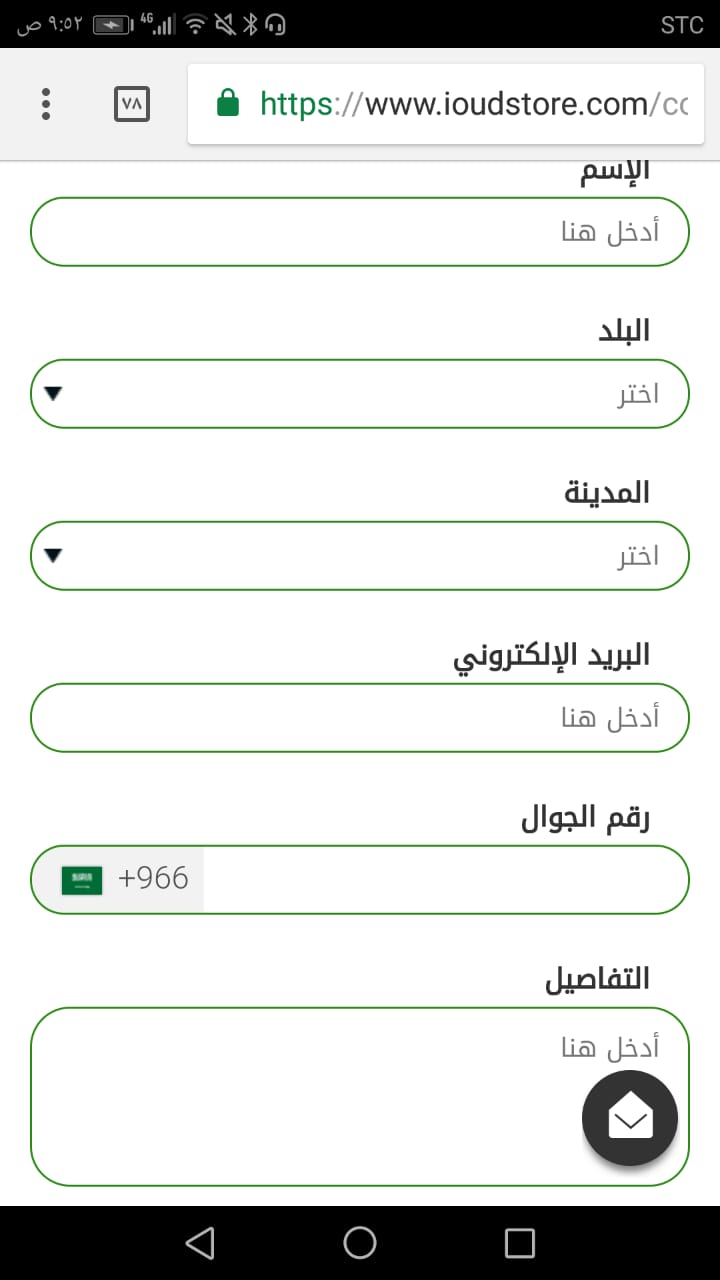 ٩:٥٢ ص
4G
STC
٧٨
https://www.ioudstore.com/co
الإسم
أدخل هنا
البلد
اختر
المدينة
اختر
البريد الإلكتروني
أدخل هنا
رقم الجوال
+966
التفاصيل
أدخل هنا